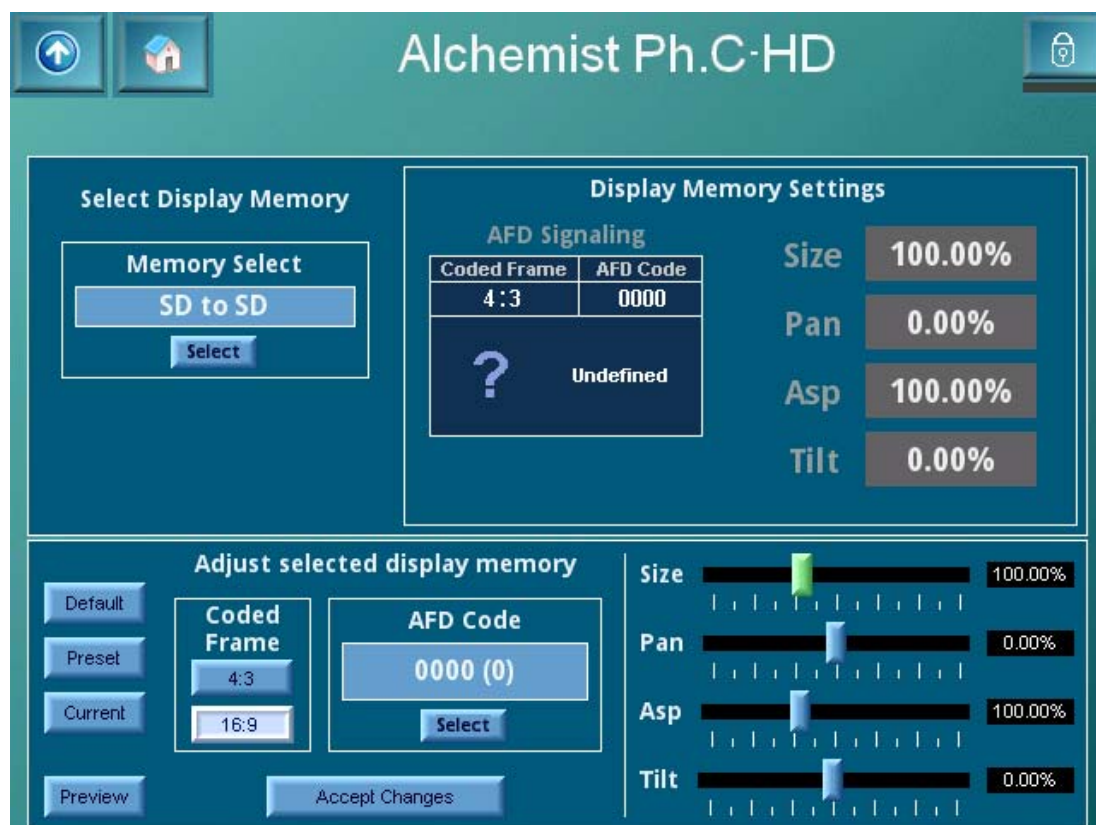 Alchemist Ph.C-HD
Select Display Memory
Memory Select
SD to SD
Select
Display Memory Settings
AFD Signaling
Coded Frame AFD Code
4:3 0000
? Undefined
Size 100.00%
Pan 0.00%
Asp 100.00%
Tilt 0.00%
Adjust selected display memory
Default
Preset
Current
Preview
Coded
Frame
4:3
16:9
AFD Code
0000 (0)
Select
Accept Changes
Size 100.00%
Pan 0.00%
Asp 100.00%
Tilt 0.00%